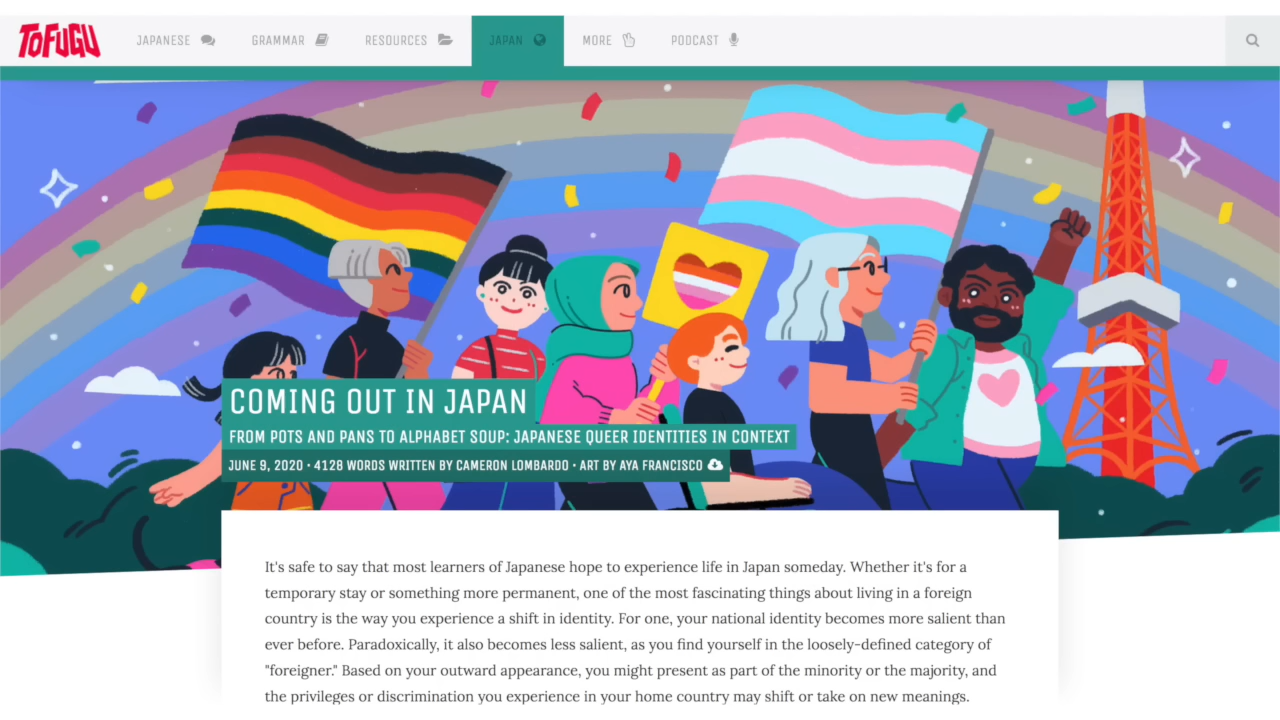 TOFUGU
JAPANESE GRAMMAR RESOURCES JAPAN MORE PODCAST
COMING OUT IN JAPAN
FROM POTS AND PANS TO ALPHABET SOUP: JAPANESE QUEER IDENTITIES IN CONTEXT
JUNE 9, 2020 • 4128 WORDS WRITTEN BY CAMERON LOMBARDO • ART BY AYA FRANCISCO
It's safe to say that most learners of Japanese hope to experience life in Japan someday. Whether it's for a
temporary stay or something more permanent, one of the most fascinating things about living in a foreign
country is the way you experience a shift in identity. For one, your national identity becomes more salient than
ever before. Paradoxically, it also becomes less salient, as you find yourself in the loosely-defined category of
"foreigner." Based on your outward appearance, you might present as part of the minority or the majority, and
the privileges or discrimination you experience in your home country may shift or take on new meanings.